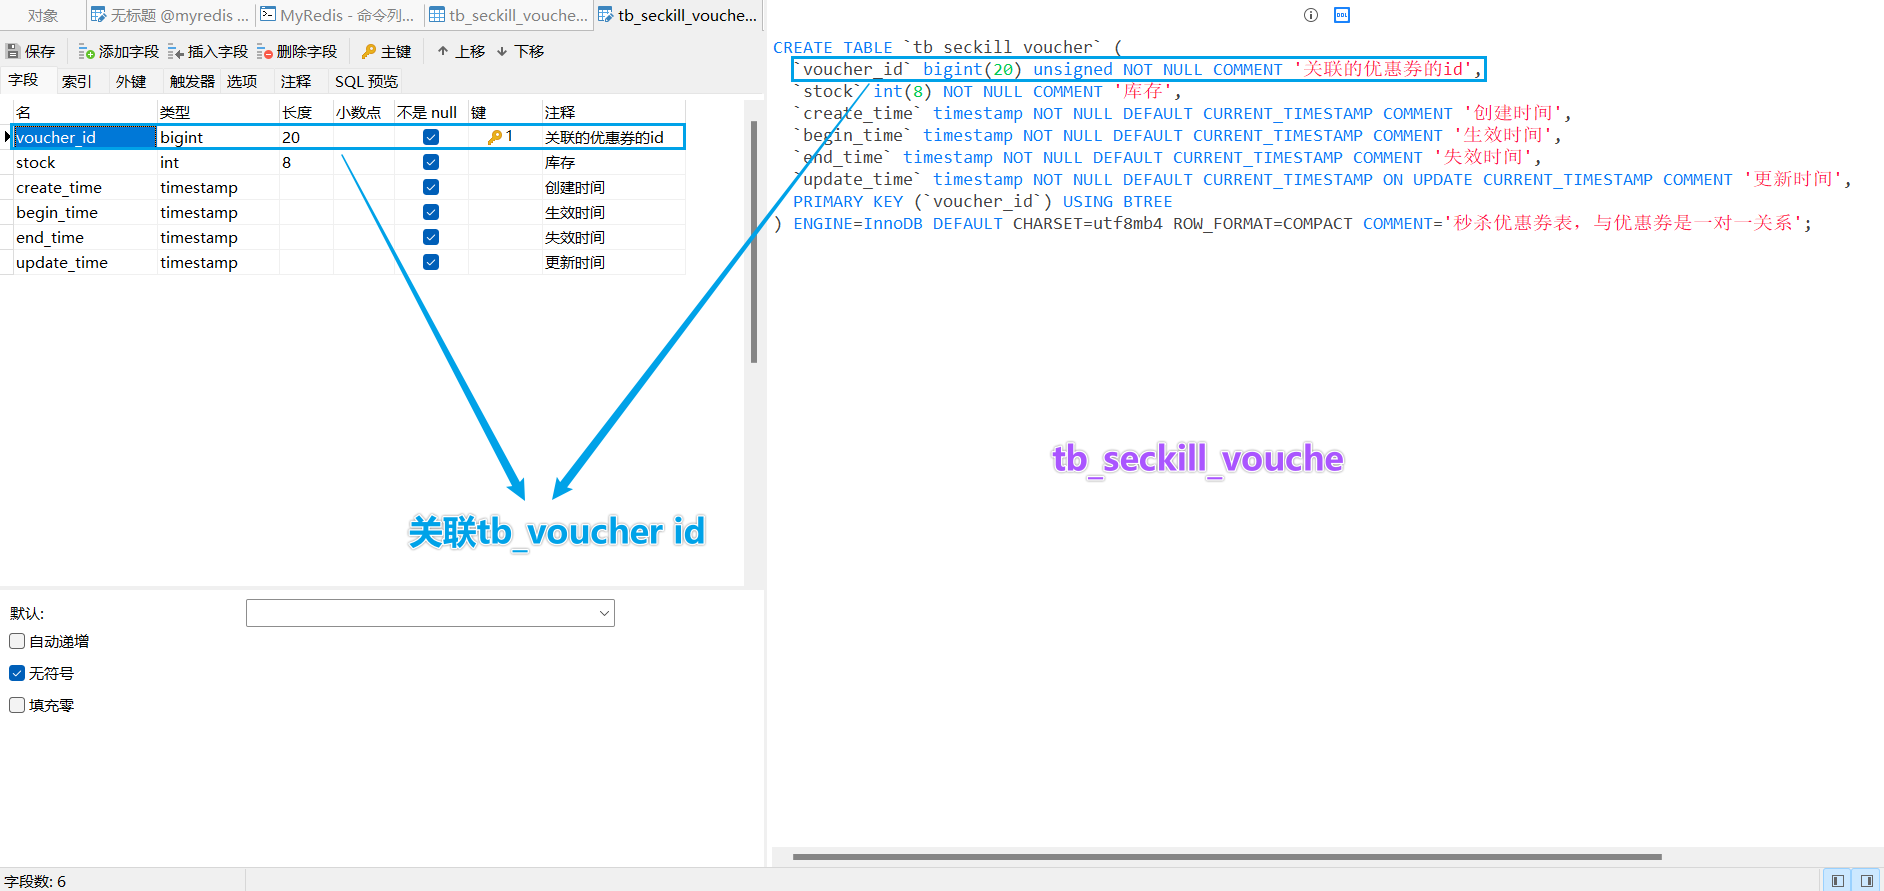 对象 无标题 @myredis ... MyRedis - 命令列... tb_seckill_vouche... tb_seckill_vouche...
保存 添加字段 插入字段 删除字段 主键 上移 下移
字段 索引 外键 触发器 选项 注释 SQL 预览
名 类型 长度 小数点 不是 null 键 注释
voucher_id bigint 20 1 关联的优惠券的id
stock int 8 库存
create_time timestamp 创建时间
begin_time timestamp 生效时间
end_time timestamp 失效时间
update_time timestamp 更新时间
关联tb_voucher id
默认:
自动递增
无符号
填充零
字段数: 6
DDL
CREATE TABLE `tb_seckill_voucher` (
`voucher_id` bigint(20) unsigned NOT NULL COMMENT '关联的优惠券的id',
`stock` int(8) NOT NULL COMMENT '库存',
`create_time` timestamp NOT NULL DEFAULT CURRENT_TIMESTAMP COMMENT '创建时间',
`begin_time` timestamp NOT NULL DEFAULT CURRENT_TIMESTAMP COMMENT '生效时间',
`end_time` timestamp NOT NULL DEFAULT CURRENT_TIMESTAMP COMMENT '失效时间',
`update_time` timestamp NOT NULL DEFAULT CURRENT_TIMESTAMP ON UPDATE CURRENT_TIMESTAMP COMMENT '更新时间',
PRIMARY KEY (`voucher_id`) USING BTREE
) ENGINE=InnoDB DEFAULT CHARSET=utf8mb4 ROW_FORMAT=COMPACT COMMENT='秒杀优惠券表，与优惠券是一对一关系';
tb_seckill_vouche